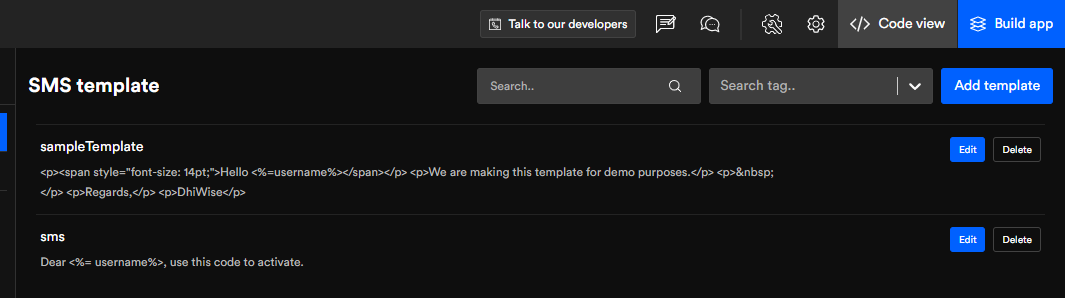 Talk to our developers
Code view
Build app
SMS template
Search..
Search tag..
Add template
sampleTemplate
Edit
Delete
<p><span style="font-size: 14pt;">Hello <%=username%></span></p> <p>We are making this template for demo purposes.</p> <p>&nbsp;
</p> <p>Regards,</p> <p>DhiWise</p>
sms
Edit
Delete
Dear <%= username%>, use this code to activate.